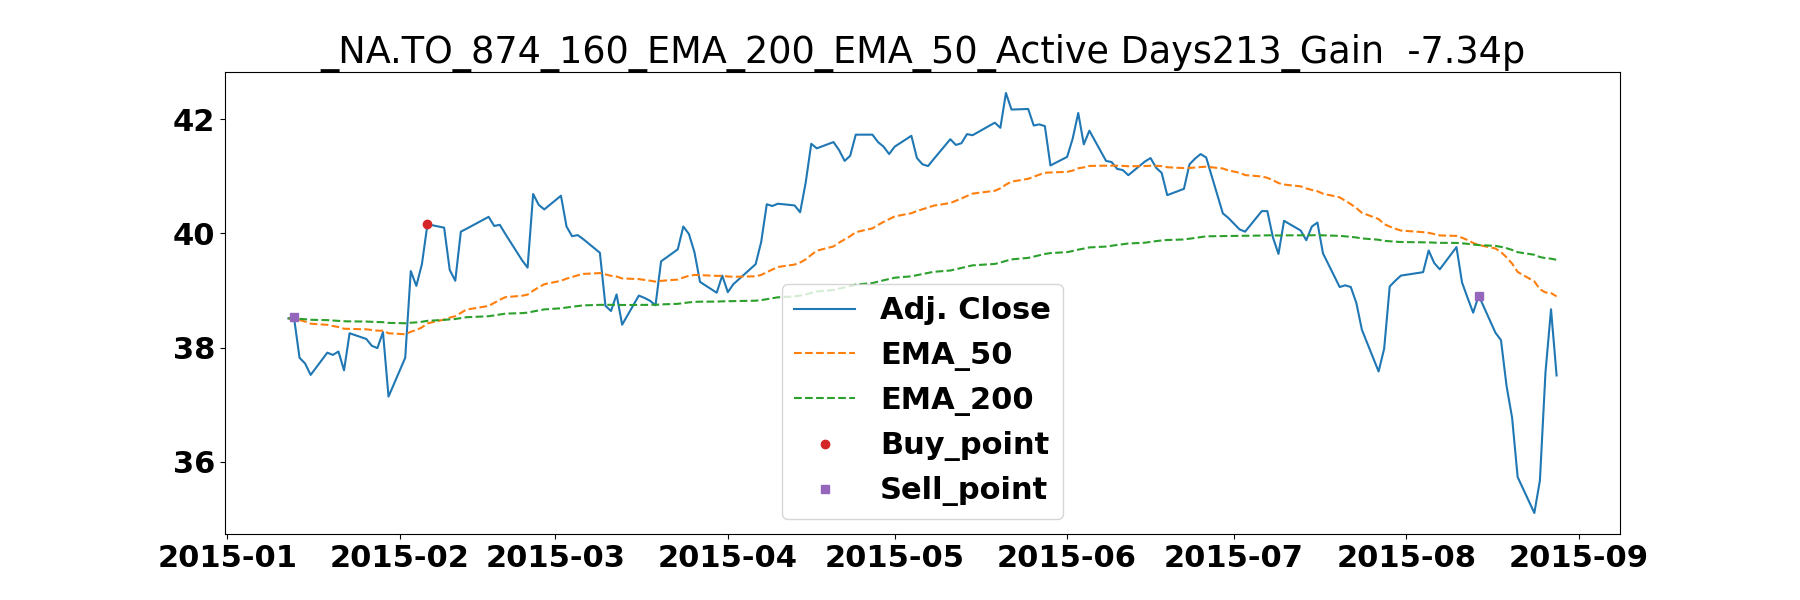 _NA.TO_874_160_EMA_200_EMA_50_Active Days213_Gain  -7.34p
42
40
38
36
Adj. Close
EMA_50
EMA_200
Buy_point
Sell_point
2015-01 2015-02 2015-03 2015-04 2015-05 2015-06 2015-07 2015-08 2015-09